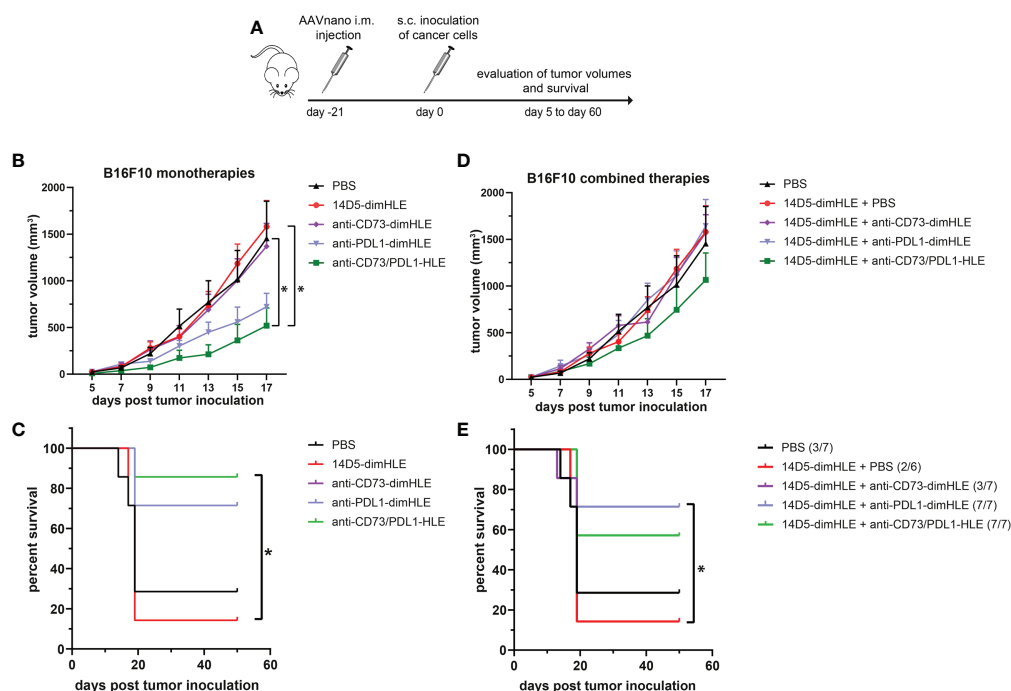 A
AAVnano i.m.
injection
s.c. inoculation
of cancer cells
evaluation of tumor volumes
and survival
day -21
day 0
day 5 to day 60
B
B16F10 monotherapies
tumor volume (mm³)
2000
1500
1000
500
0
5 7 9 11 13 15 17
days post tumor inoculation
* *
PBS
14D5-dimHLE
anti-CD73-dimHLE
anti-PDL1-dimHLE
anti-CD73/PDL1-HLE
D
B16F10 combined therapies
tumor volume (mm³)
2000
1500
1000
500
0
5 7 9 11 13 15 17
days post tumor inoculation
PBS
14D5-dimHLE + PBS
14D5-dimHLE + anti-CD73-dimHLE
14D5-dimHLE + anti-PDL1-dimHLE
14D5-dimHLE + anti-CD73/PDL1-HLE
C
percent survival
100
80
60
40
20
0
0 20 40 60
days post tumor inoculation
*
PBS
14D5-dimHLE
anti-CD73-dimHLE
anti-PDL1-dimHLE
anti-CD73/PDL1-HLE
E
percent survival
100
80
60
40
20
0
0 20 40 60
days post tumor inoculation
*
PBS (3/7)
14D5-dimHLE + PBS (2/6)
14D5-dimHLE + anti-CD73-dimHLE (3/7)
14D5-dimHLE + anti-PDL1-dimHLE (7/7)
14D5-dimHLE + anti-CD73/PDL1-HLE (7/7)